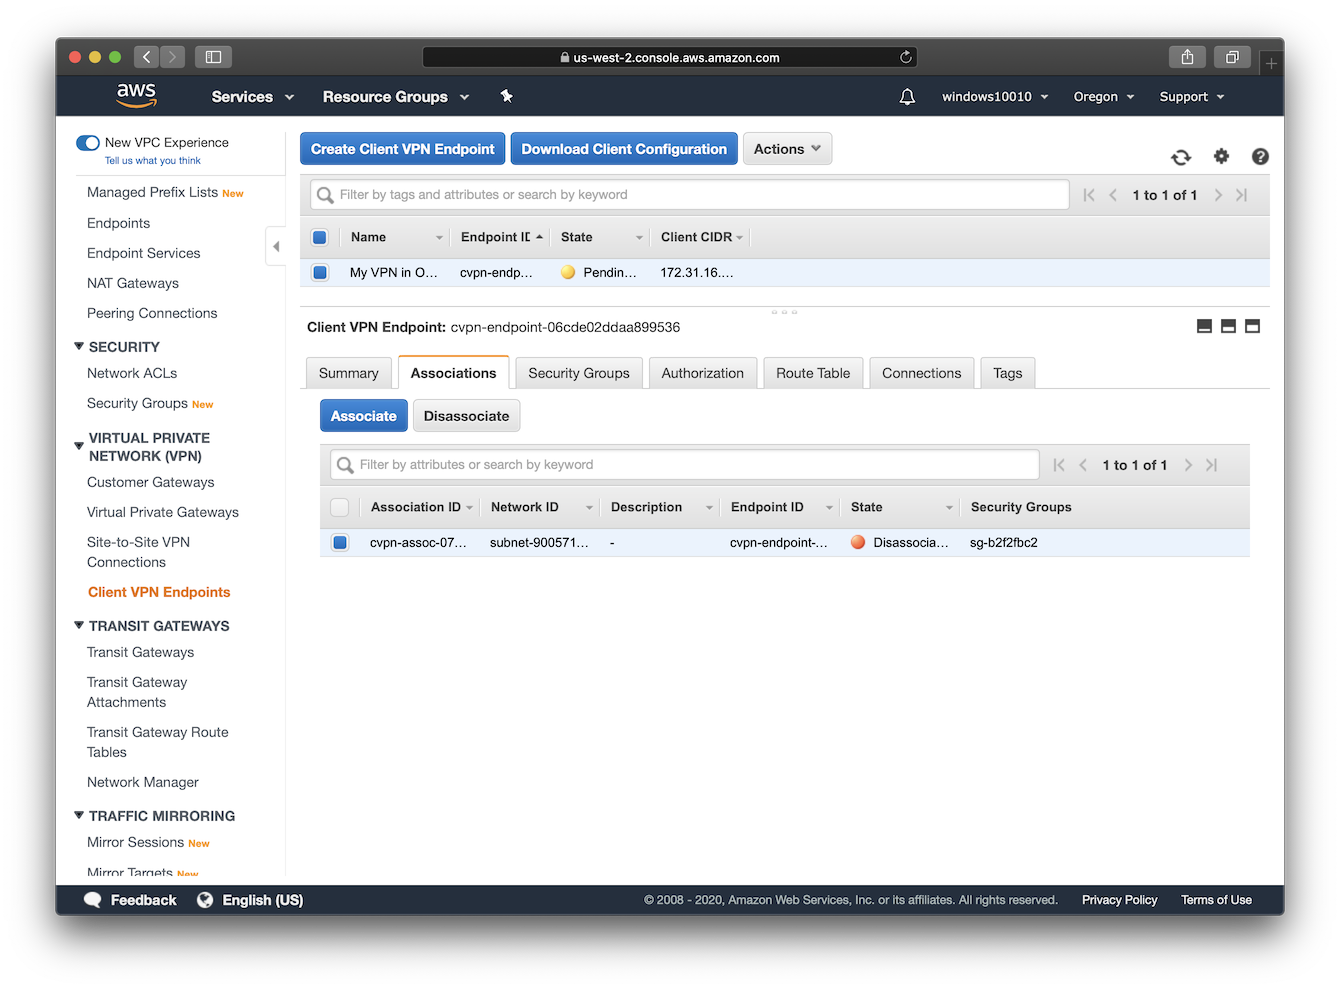 us-west-2.console.aws.amazon.com
aws Services Resource Groups windows10010 Oregon Support
New VPC Experience
Tell us what you think
Managed Prefix Lists New
Endpoints
Endpoint Services
NAT Gateways
Peering Connections
SECURITY
Network ACLs
Security Groups New
VIRTUAL PRIVATE
NETWORK (VPN)
Customer Gateways
Virtual Private Gateways
Site-to-Site VPN
Connections
Client VPN Endpoints
TRANSIT GATEWAYS
Transit Gateways
Transit Gateway
Attachments
Transit Gateway Route
Tables
Network Manager
TRAFFIC MIRRORING
Mirror Sessions New
Mirror Targets New
Create Client VPN Endpoint Download Client Configuration Actions
Filter by tags and attributes or search by keyword 1 to 1 of 1
Name Endpoint ID State Client CIDR
My VPN in O... cvpn-endp... Pendin... 172.31.16....
Client VPN Endpoint: cvpn-endpoint-06cde02ddaa899536
Summary Associations Security Groups Authorization Route Table Connections Tags
Associate Disassociate
Filter by attributes or search by keyword 1 to 1 of 1
Association ID Network ID Description Endpoint ID State Security Groups
cvpn-assoc-07... subnet-900571... - cvpn-endpoint-... Disassocia... sg-b2f2fbc2
Feedback English (US) © 2008 - 2020, Amazon Web Services, Inc. or its affiliates. All rights reserved. Privacy Policy Terms of Use